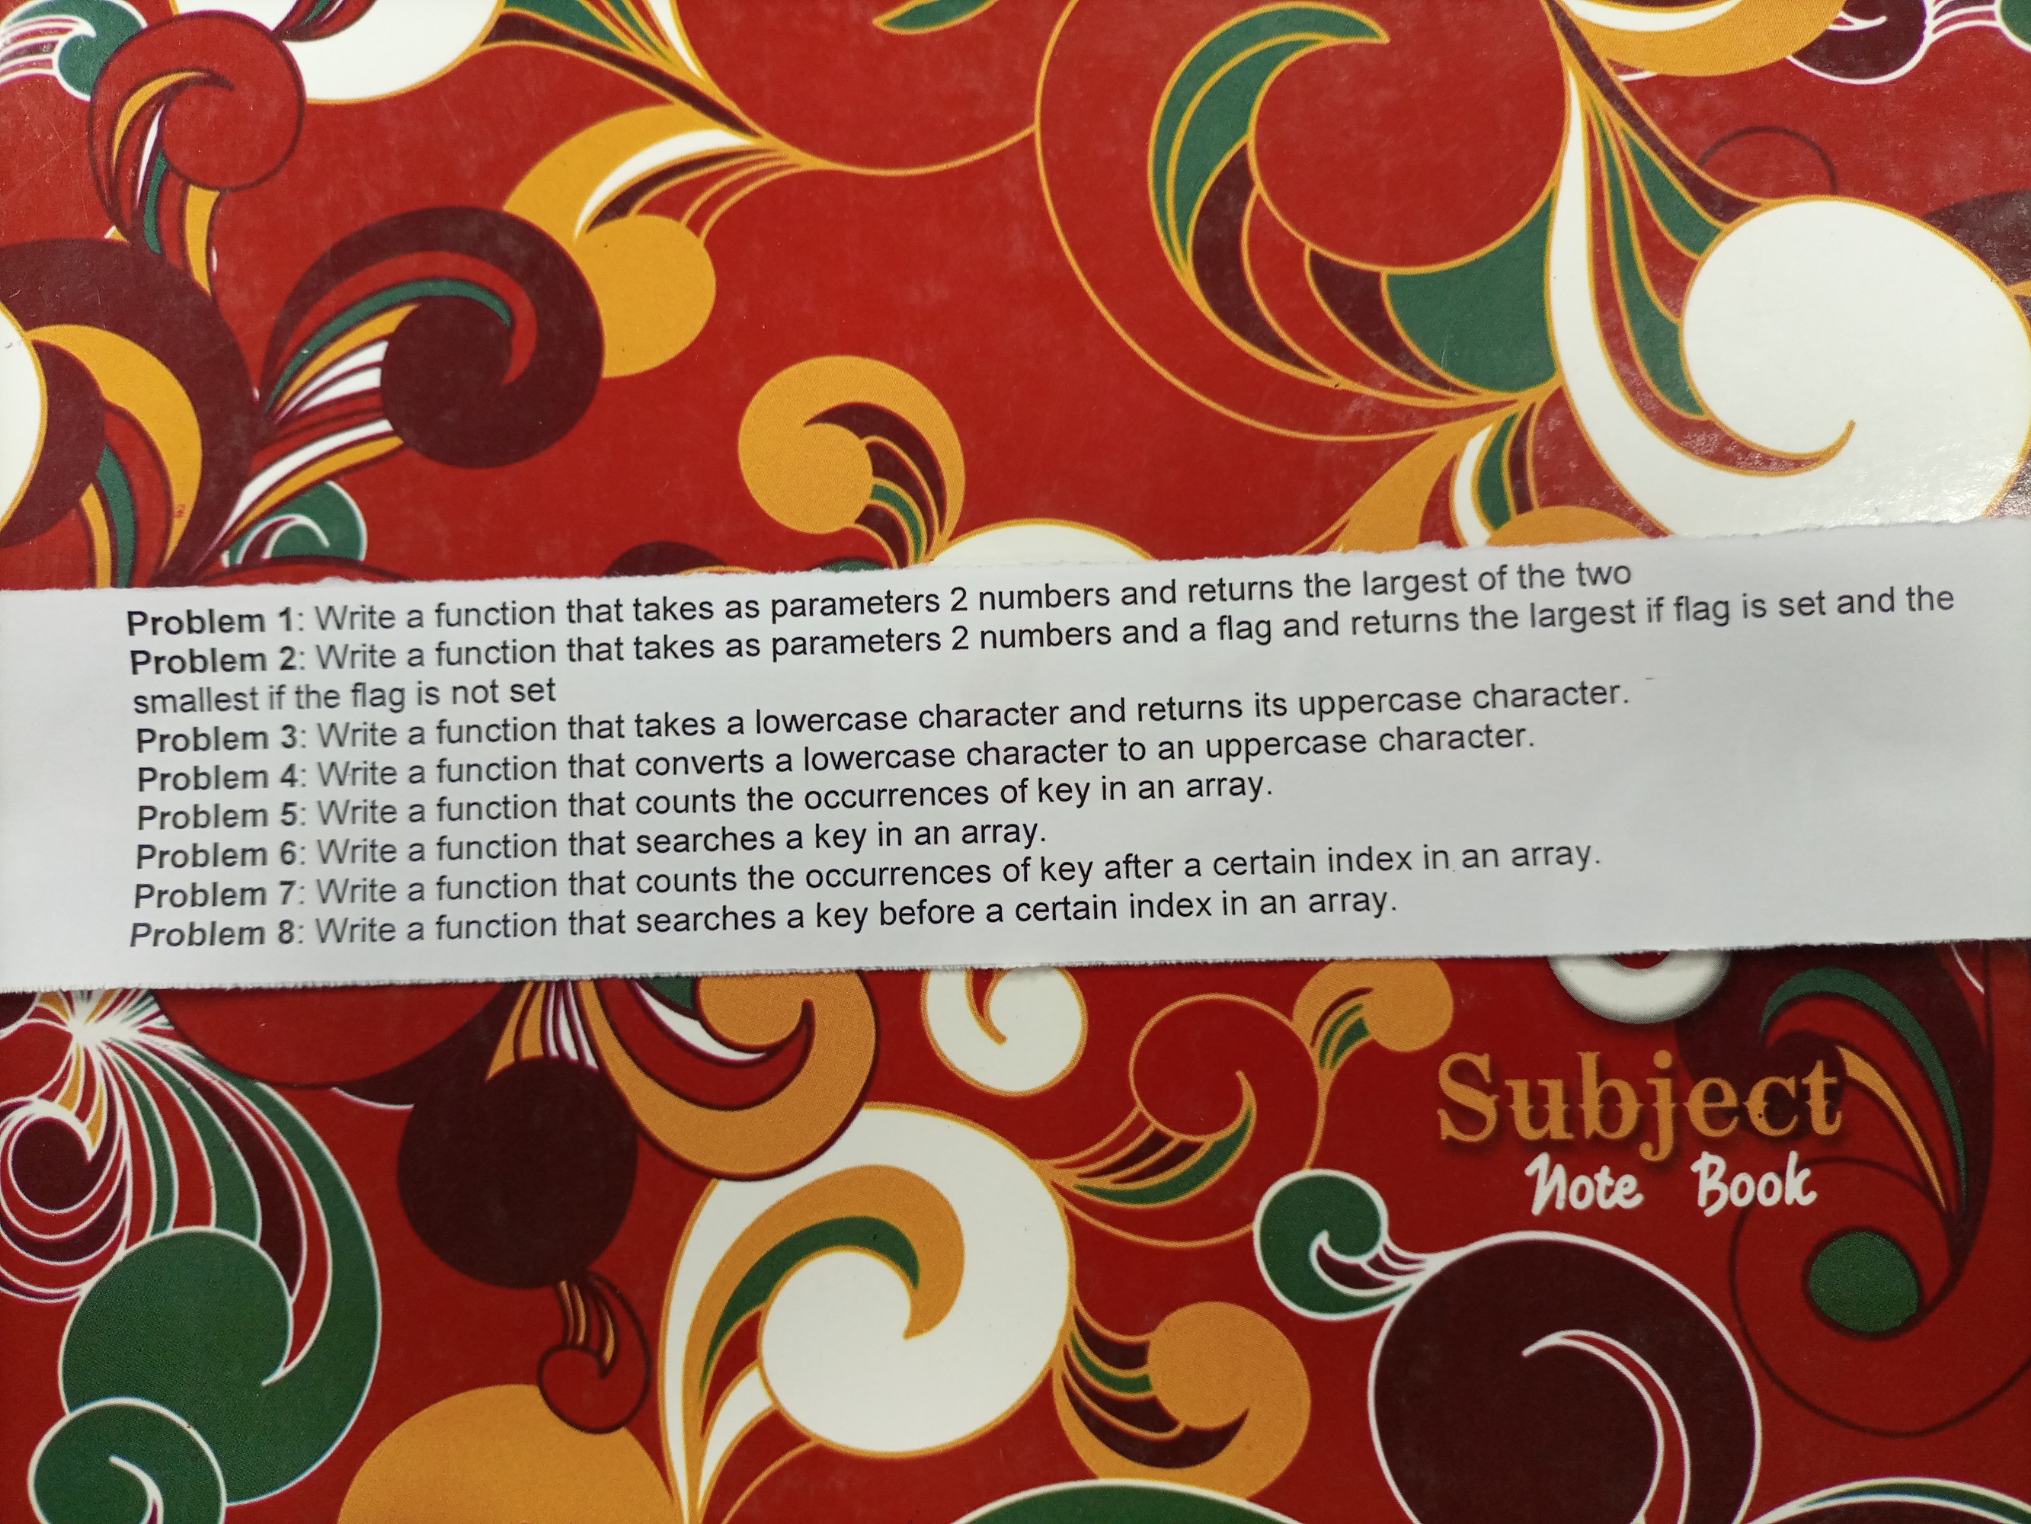 Problem 1: Write a function that takes as parameters 2 numbers and returns the largest of the two
Problem 2: Write a function that takes as parameters 2 numbers and a flag and returns the largest if flag is set and the
smallest if the flag is not set
Problem 3: Write a function that takes a lowercase character and returns its uppercase character.
Problem 4: Write a function that converts a lowercase character to an uppercase character.
Problem 5: Write a function that counts the occurrences of key in an array.
Problem 6: Write a function that searches a key in an array.
Problem 7: Write a function that counts the occurrences of key after a certain index in an array.
Problem 8: Write a function that searches a key before a certain index in an array.
Subject
Note Book